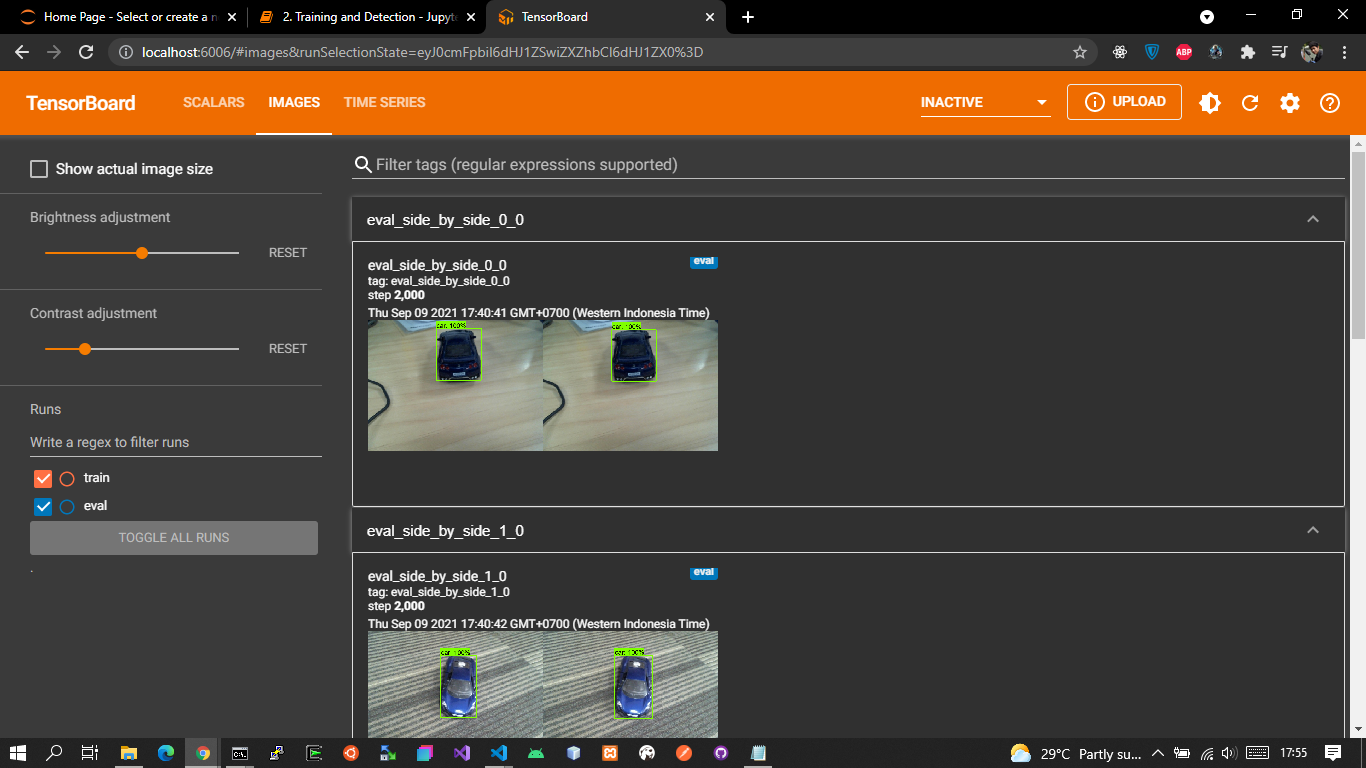 Home Page - Select or create a n
2. Training and Detection - Jupyte
TensorBoard
localhost:6006/#images&runSelectionState=eyJ0cmFpbiI6dHJ1ZSwiZXZhbCI6dHJ1ZX0%3D
ABP
TensorBoard
SCALARS
IMAGES
TIME SERIES
INACTIVE
UPLOAD
Show actual image size
Filter tags (regular expressions supported)
Brightness adjustment
RESET
Contrast adjustment
RESET
Runs
Write a regex to filter runs
train
eval
TOGGLE ALL RUNS
.
eval_side_by_side_0_0
eval_side_by_side_0_0
eval
tag: eval_side_by_side_0_0
step 2,000
Thu Sep 09 2021 17:40:41 GMT+0700 (Western Indonesia Time)
car: 100%
car: 100%
eval_side_by_side_1_0
eval_side_by_side_1_0
eval
tag: eval_side_by_side_1_0
step 2,000
Thu Sep 09 2021 17:40:42 GMT+0700 (Western Indonesia Time)
car: 100%
car: 100%
29°C Partly su...
17:55